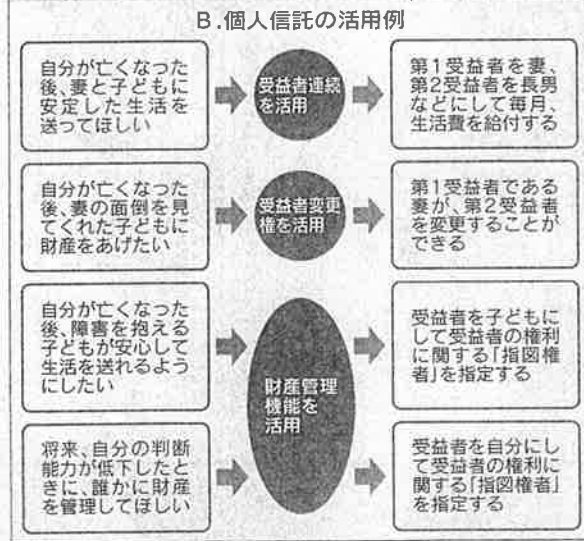 B.個人信託の活用例
自分が亡くなった
後、妻と子どもに
安定した生活を
送ってほしい
受益者連続
を活用
第1受益者を妻、
第2受益者を長男
などにして毎月、
生活費を給付する
自分が亡くなった
後、妻の面倒を見
てくれた子どもに
財産をあげたい
受益者変更
権を活用
第1受益者である
妻が、第2受益者
を変更することが
できる
自分が亡くなった
後、障害を抱える
子どもが安心して
生活を送れるよう
にしたい
財産管理
機能を
活用
受益者を子どもに
して受益者の権利
に関する「指図権
者」を指定する
将来、自分の判断
能力が低下したと
きに、誰かに財産
を管理してほしい
受益者を自分にし
て受益者の権利に
関する「指図権者」
を指定する